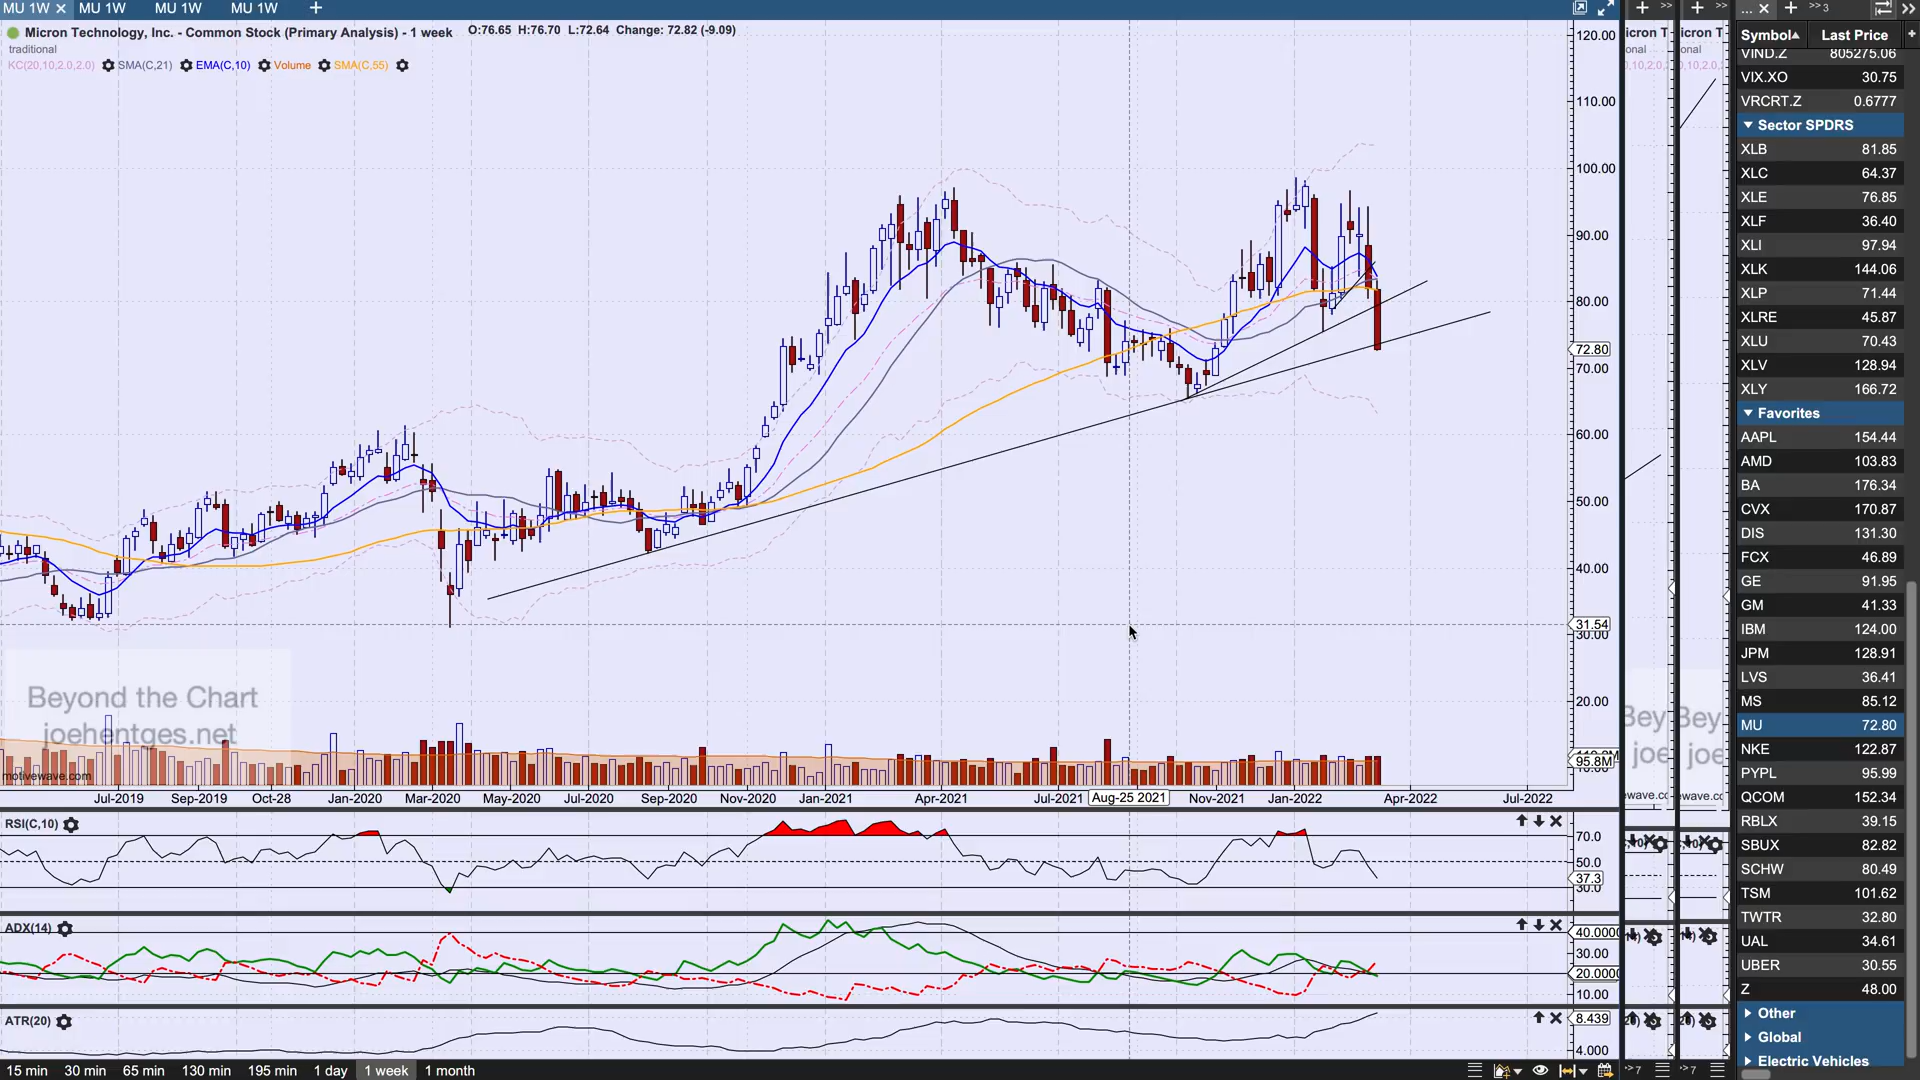 MU 1W MU 1W MU 1W MU 1W
Micron Technology, Inc. - Common Stock (Primary Analysis) - 1 week O:76.65 H:76.70 L:72.64 Change: 72.82 (-9.09)
traditional
KC(20,10,2.0,2.0) SMA(C,21) EMA(C,10) Volume SMA(C,55)
120.00
110.00
100.00
90.00
80.00
72.80
70.00
60.00
50.00
40.00
31.54
30.00
20.00
95.8M
Beyond the Chart
joehentges.net
motivewave.com
Jul-2019 Sep-2019 Oct-28 Jan-2020 Mar-2020 May-2020 Jul-2020 Sep-2020 Nov-2020 Jan-2021 Apr-2021 Jul-2021 Aug-25 2021 Nov-2021 Jan-2022 Apr-2022 Jul-2022
RSI(C,10)
70.0
50.0
37.3
30.0
ADX(14)
40.0000
30.00
20.0000
10.00
ATR(20)
8.439
4.000
15 min 30 min 65 min 130 min 195 min 1 day 1 week 1 month
Symbol Last Price
VIND.Z 805275.06
VIX.XO 30.75
VRCRT.Z 0.6777
Sector SPDRS
XLB 81.85
XLC 64.37
XLE 76.85
XLF 36.40
XLI 97.94
XLK 144.06
XLP 71.44
XLRE 45.87
XLU 70.43
XLV 128.94
XLY 166.72
Favorites
AAPL 154.44
AMD 103.83
BA 176.34
CVX 170.87
DIS 131.30
FCX 46.89
GE 91.95
GM 41.33
IBM 124.00
JPM 128.91
LVS 36.41
MS 85.12
MU 72.80
NKE 122.87
PYPL 95.99
QCOM 152.34
RBLX 39.15
SBUX 82.82
SCHW 80.49
TSM 101.62
TWTR 32.80
UAL 34.61
UBER 30.55
Z 48.00
Other
Global
Electric Vehicles